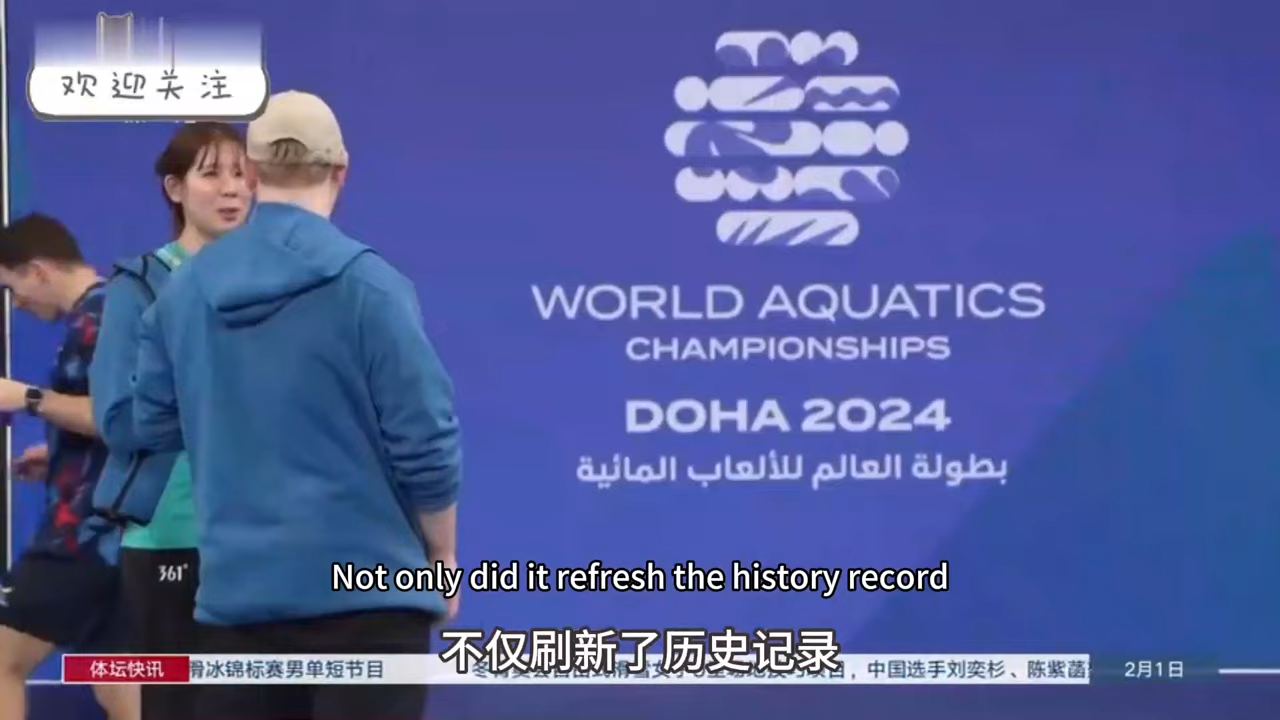 欢迎关注
WORLD AQUATICS
CHAMPIONSHIPS
DOHA 2024
بطولة العالم للألعاب المائية
361°
Not only did it refresh the history record
不仅刷新了历史记录
体坛快讯
滑冰锦标赛男单短节目
中国选手刘奕杉、陈紫菡
2月1日